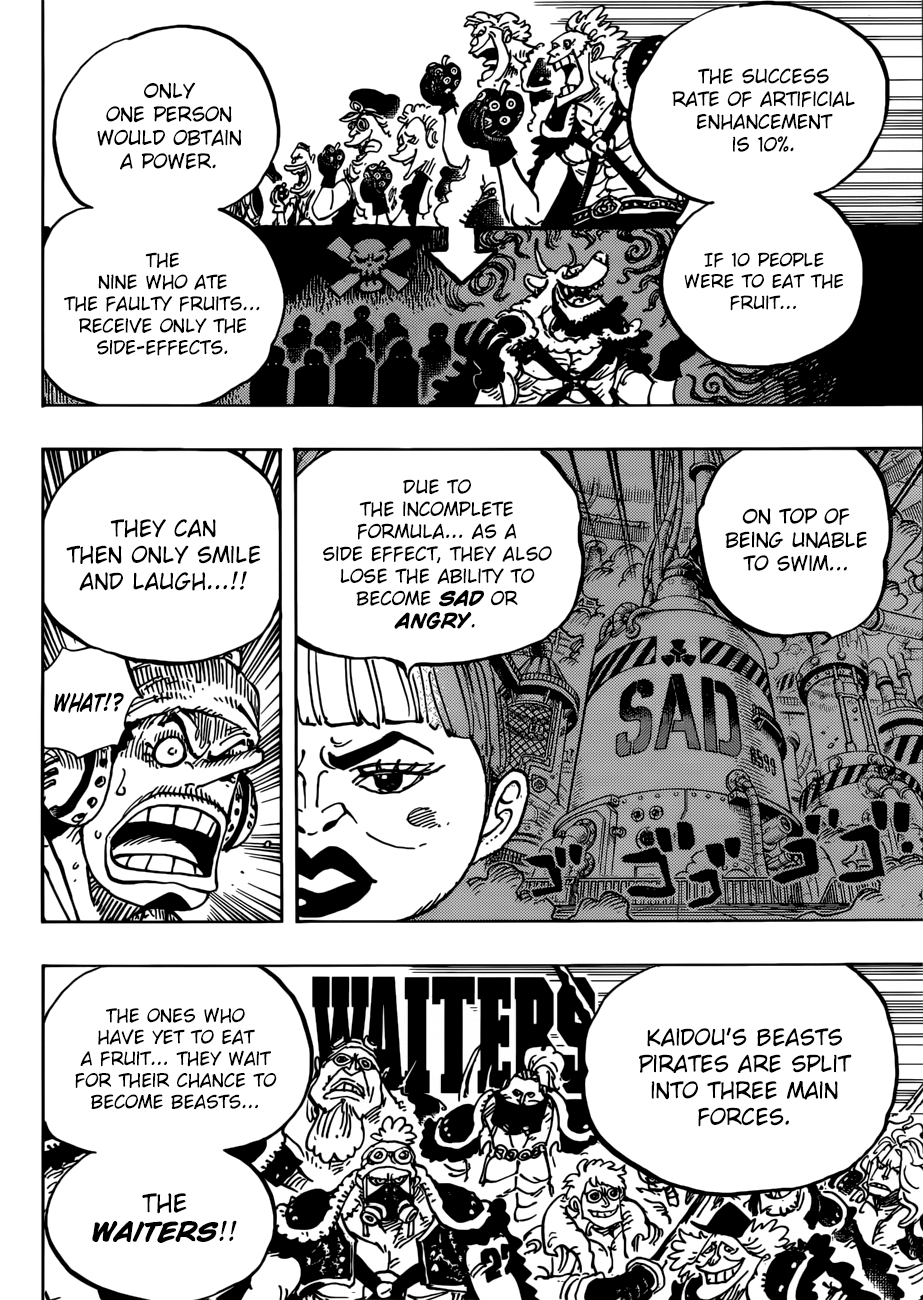 THE SUCCESS
RATE OF ARTIFICIAL
ENHANCEMENT
IS 10%.
IF 10 PEOPLE
WERE TO EAT THE
FRUIT...
ONLY
ONE PERSON
WOULD OBTAIN
A POWER.
THE
NINE WHO ATE
THE FAULTY FRUITS...
RECEIVE ONLY THE
SIDE-EFFECTS.
ON TOP OF
BEING UNABLE
TO SWIM...
SAD
8599
ゴゴゴゴゴ
DUE TO
THE INCOMPLETE
FORMULA... AS A
SIDE EFFECT, THEY ALSO
LOSE THE ABILITY TO
BECOME SAD OR
ANGRY.
THEY CAN
THEN ONLY SMILE
AND LAUGH...!!
WHAT!?
KAIDOU'S BEASTS
PIRATES ARE SPLIT
INTO THREE MAIN
FORCES.
WAITERS
THE ONES WHO
HAVE YET TO EAT
A FRUIT... THEY WAIT
FOR THEIR CHANCE TO
BECOME BEASTS...
THE
WAITERS!!